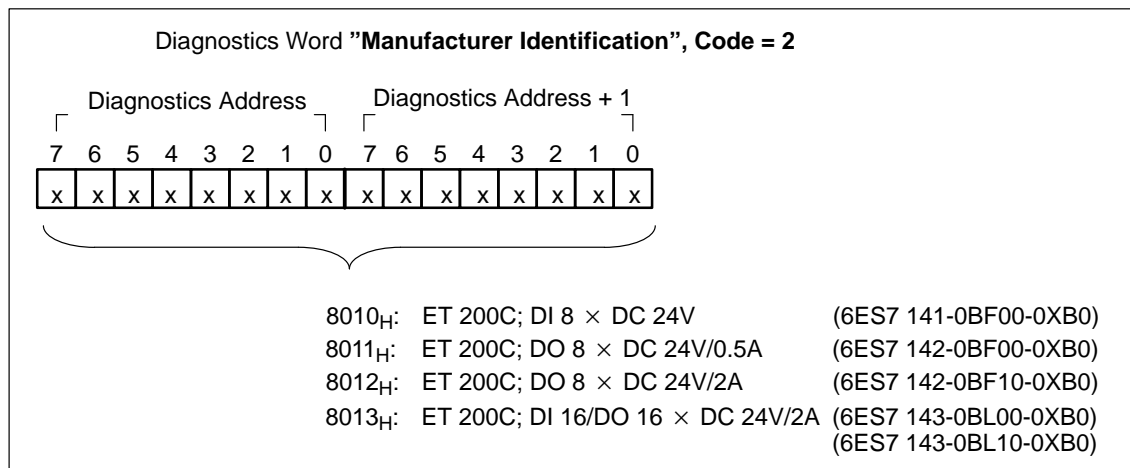 Diagnostics Word ”Manufacturer Identification”, Code = 2
Diagnostics Address Diagnostics Address + 1
7 6 5 4 3 2 1 0 7 6 5 4 3 2 1 0
x x x x x x x x x x x x x x x x
8010H: ET 200C; DI 8 × DC 24V (6ES7 141-0BF00-0XB0)
8011H: ET 200C; DO 8 × DC 24V/0.5A (6ES7 142-0BF00-0XB0)
8012H: ET 200C; DO 8 × DC 24V/2A (6ES7 142-0BF10-0XB0)
8013H: ET 200C; DI 16/DO 16 × DC 24V/2A (6ES7 143-0BL00-0XB0)
(6ES7 143-0BL10-0XB0)